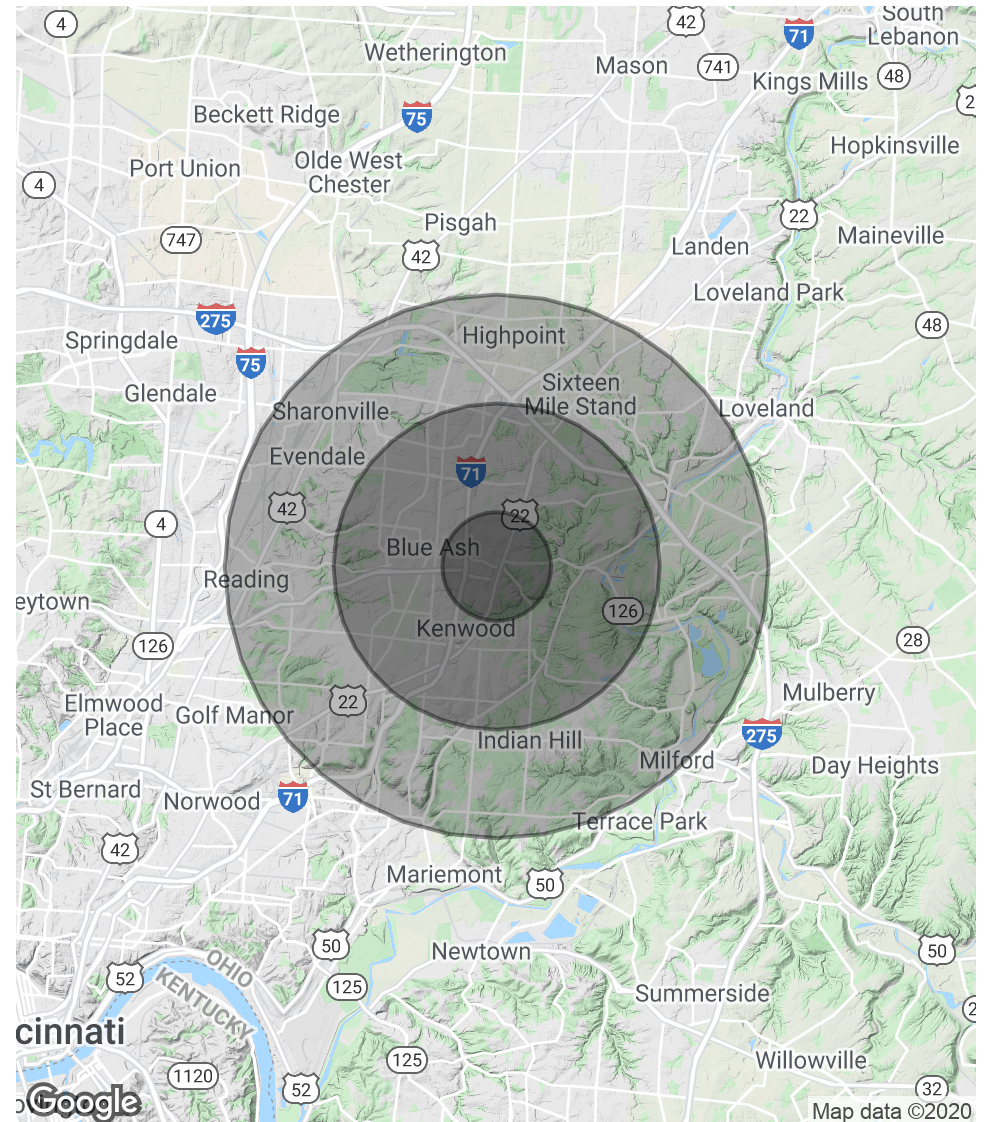 4
42
South
Lebanon
71
Wetherington
Mason
741
Kings Mills
48
2
75
Beckett Ridge
Hopkinsville
Olde West
Chester
Port Union
4
22
Pisgah
747
42
Landen
Maineville
Loveland Park
275
48
Springdale
Highpoint
75
Glendale
Sixteen
Mile Stand
Sharonville
Loveland
Evendale
71
42
22
4
Blue Ash
Reading
eytown
126
Kenwood
126
28
Elmwood
Place
Golf Manor
22
Mulberry
275
Indian Hill
Milford
Day Heights
St Bernard
Norwood
71
Terrace Park
42
Mariemont
50
50
Newtown
50
OHIO
KENTUCKY
52
125
Summerside
2
cinnati
125
Willowville
1120
52
32
Google
Map data ©2020